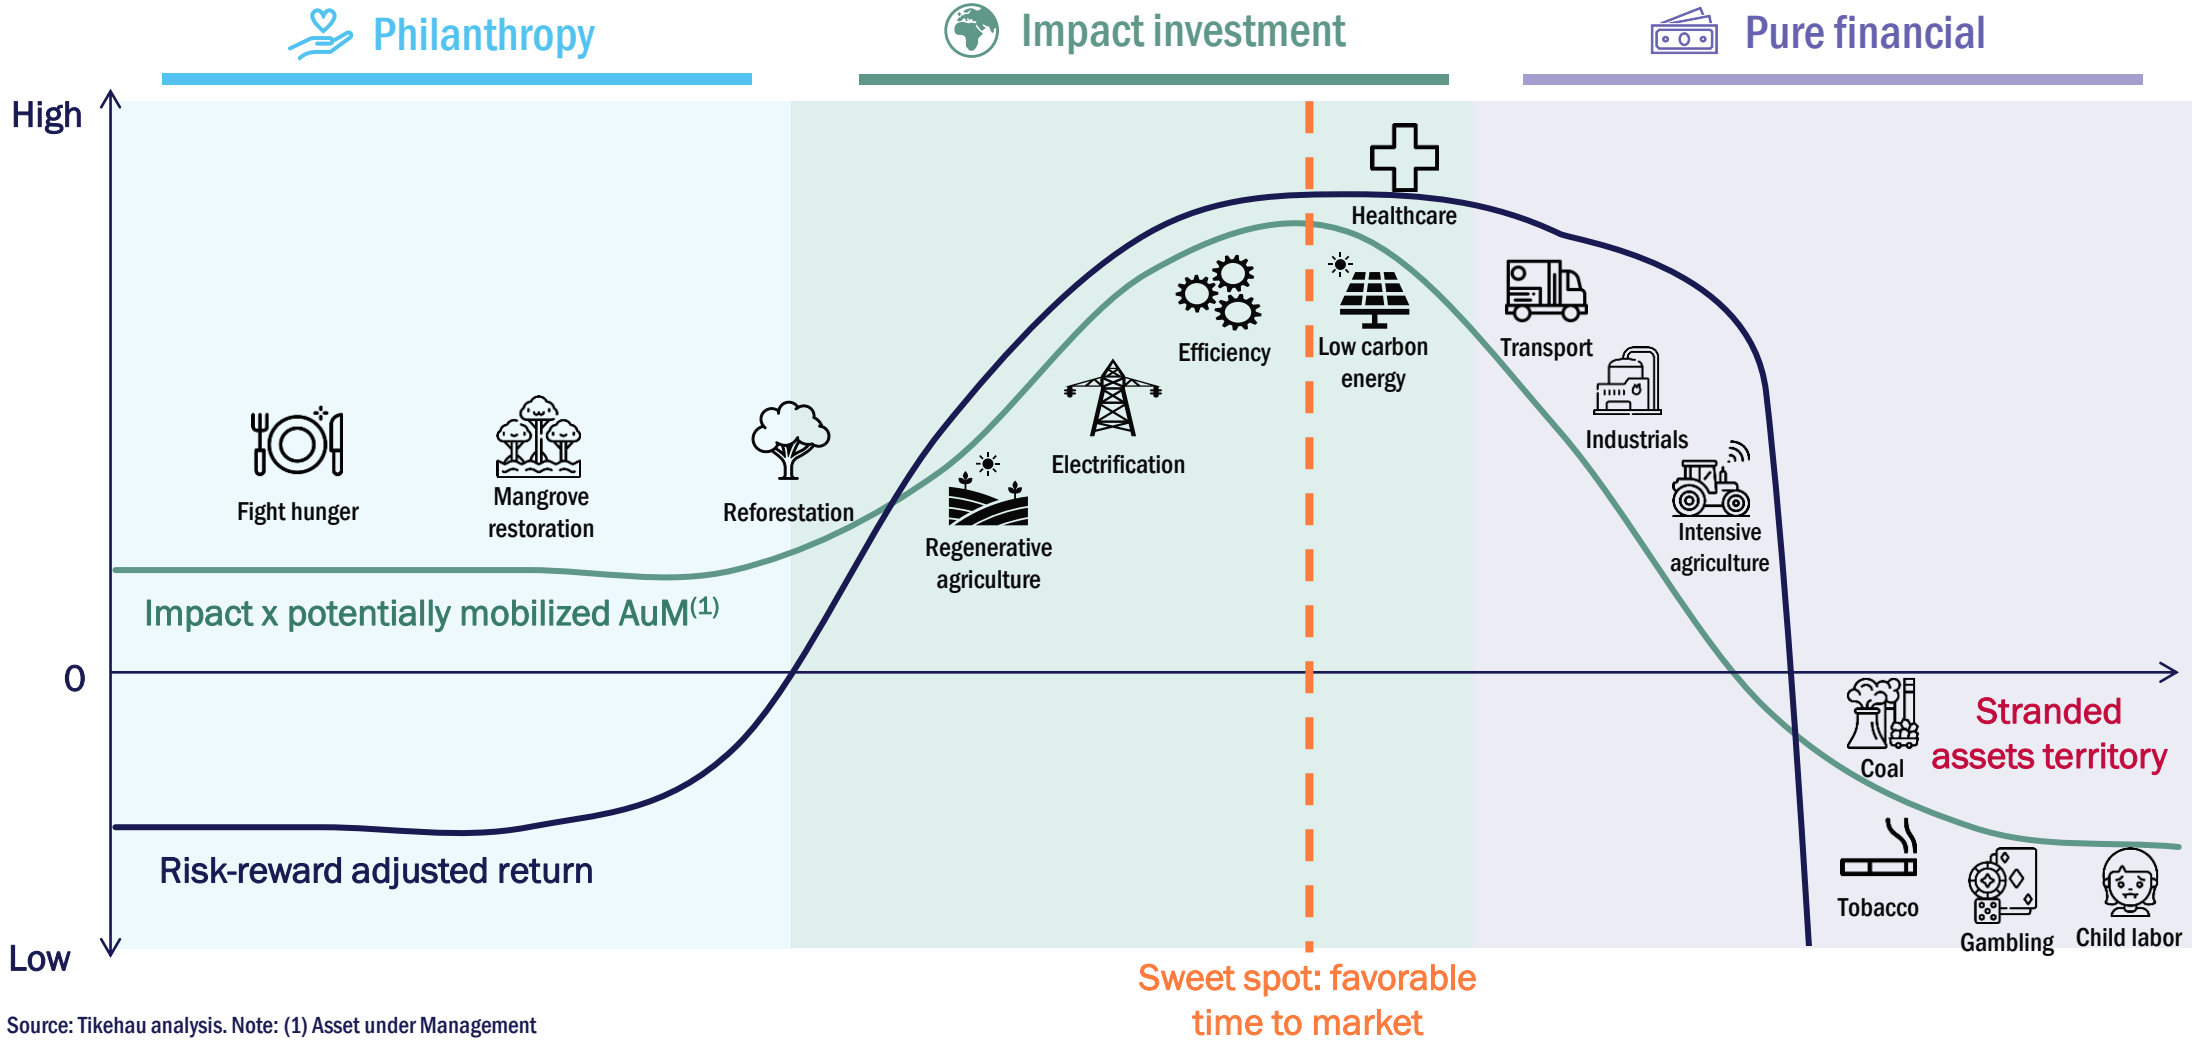 Philanthropy
Impact investment
Pure financial
High
Healthcare
Efficiency
Low carbon
energy
Transport
Industrials
Electrification
Fight hunger
Mangrove
restoration
Reforestation
Regenerative
agriculture
Intensive
agriculture
Impact x potentially mobilized AuM(1)
0
Stranded
assets territory
Coal
Risk-reward adjusted return
Tobacco
Gambling
Child labor
Low
Sweet spot: favorable
time to market
Source: Tikehau analysis. Note: (1) Asset under Management